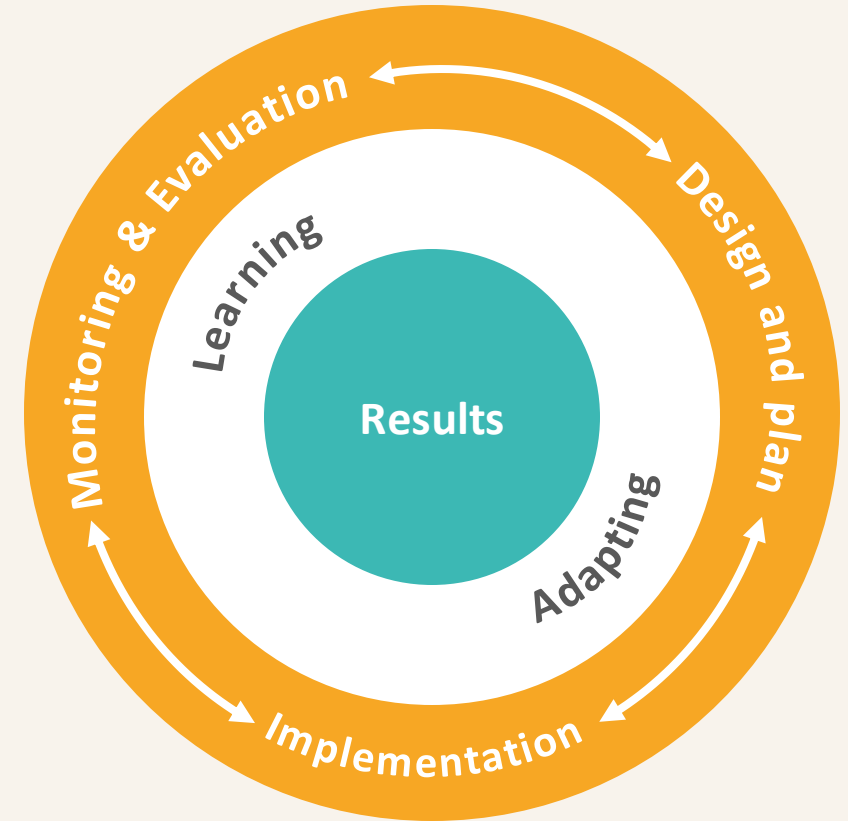 Monitoring & Evaluation
Design and plan
Learning
Results
Adapting
Implementation